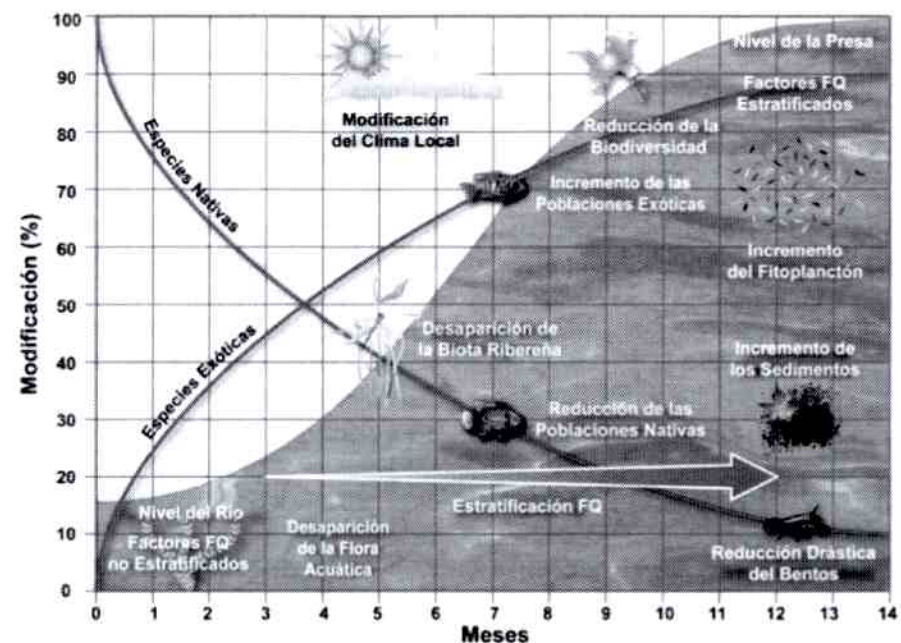 100
90
80
70
60
50
40
30
20
10
0
Modificación (%)
Especies Nativas
Especies Exóticas
Modificación
del Clima Local
Nivel de la Presa
Factores FQ
Estratificados
Reducción de la
Biodiversidad
Incremento de las
Poblaciones Exóticas
Incremento
del Fitoplanctón
Desaparición de
la Biota Ribereña
Incremento de
los Sedimentos
Reducción de las
Poblaciones Nativas
Estratificación FQ
Nivel del Río
Factores FQ
no Estratificados
Desaparición
de la Flora
Acuática
Reducción Drástica
del Bentos
0 1 2 3 4 5 6 7 8 9 10 11 12 13 14
Meses